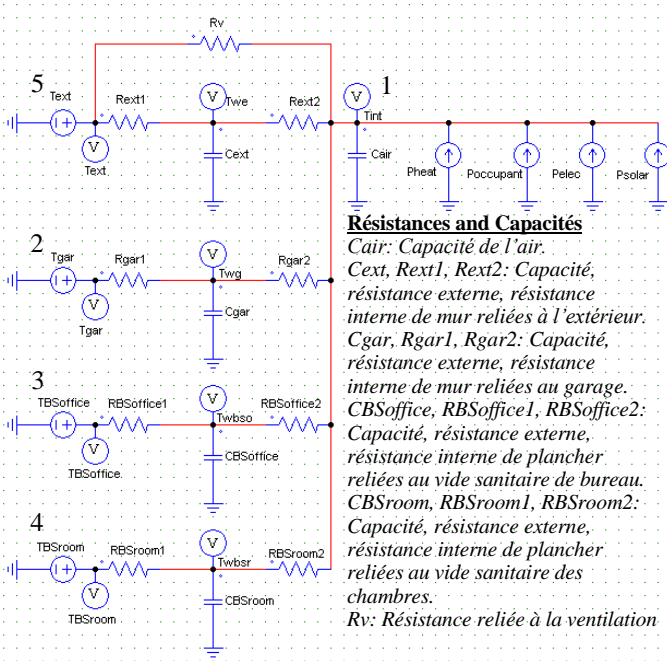 Rv
5
1
Text
Rext1
Twe
Rext2
Tint
Text
Cext
Cair
Pheat
Poccupant
Pelec
Psolar
Résistances and Capacités
Cair: Capacité de l'air.
Cext, Rext1, Rext2: Capacité,
résistance externe, résistance
interne de mur reliées à l'extérieur.
Cgar, Rgar1, Rgar2: Capacité,
résistance externe, résistance
interne de mur reliées au garage.
CBSoffice, RBSoffice1, RBSoffice2:
Capacité, résistance externe,
résistance interne de plancher
reliées au vide sanitaire de bureau.
CBSroom, RBSroom1, RBSroom2:
Capacité, résistance externe,
résistance interne de plancher
reliées au vide sanitaire des
chambres.
Rv: Résistance reliée à la ventilation
2
Tgar
Rgar1
Twg
Rgar2
Tgar
Cgar
3
TBSoffice
RBSoffice1
Twbso
RBSoffice2
TBSoffice.
CBSoffice
4
TBSroom
RBSroom1
Twbsr
RBSroom2
TBSroom
CBSroom
V
V
V
V
V
V
V
V
V